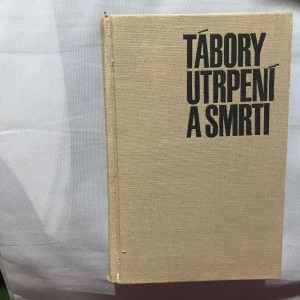 TÁBORY
UTRPENÍ
A SMRTI